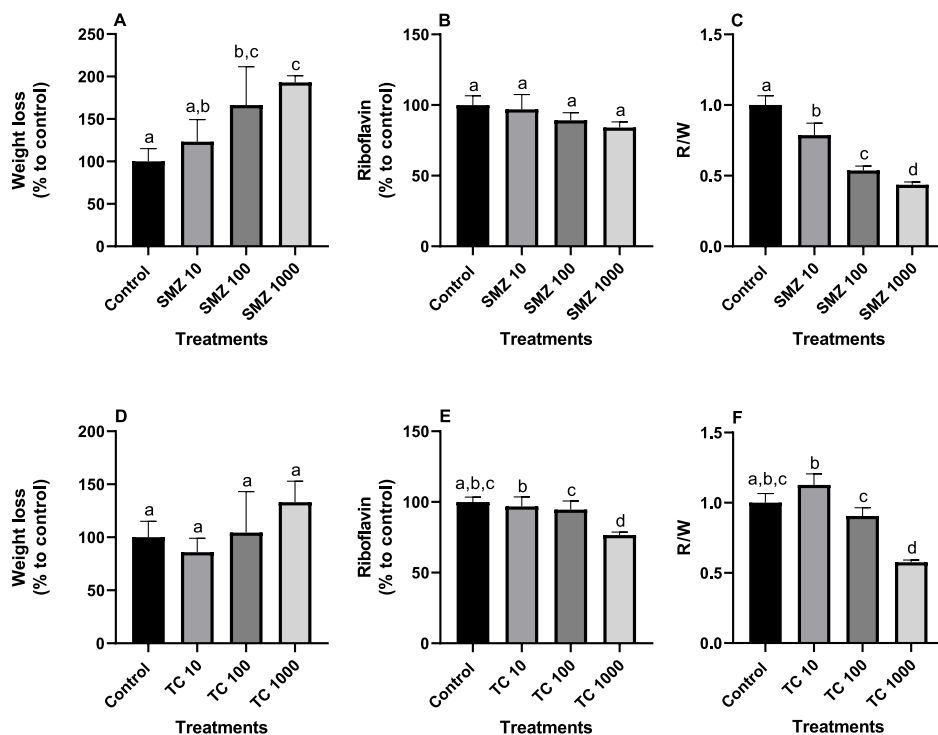 A
Weight loss
(% to control)
250
200
150
100
50
0
a
a,b
b,c
c
Control
SMZ 10
SMZ 100
SMZ 1000
Treatments
B
Riboflavin
(% to control)
150
100
50
0
a
a
a
a
Control
SMZ 10
SMZ 100
SMZ 1000
Treatments
C
R/W
1.5
1.0
0.5
0.0
a
b
c
d
Control
SMZ 10
SMZ 100
SMZ 1000
Treatments
D
Weight loss
(% to control)
200
150
100
50
0
a
a
a
a
Control
TC 10
TC 100
TC 1000
Treatments
E
Riboflavin
(% to control)
150
100
50
0
a,b,c
b
c
d
Control
TC 10
TC 100
TC 1000
Treatments
F
R/W
1.5
1.0
0.5
0.0
a,b,c
b
c
d
Control
TC 10
TC 100
TC 1000
Treatments